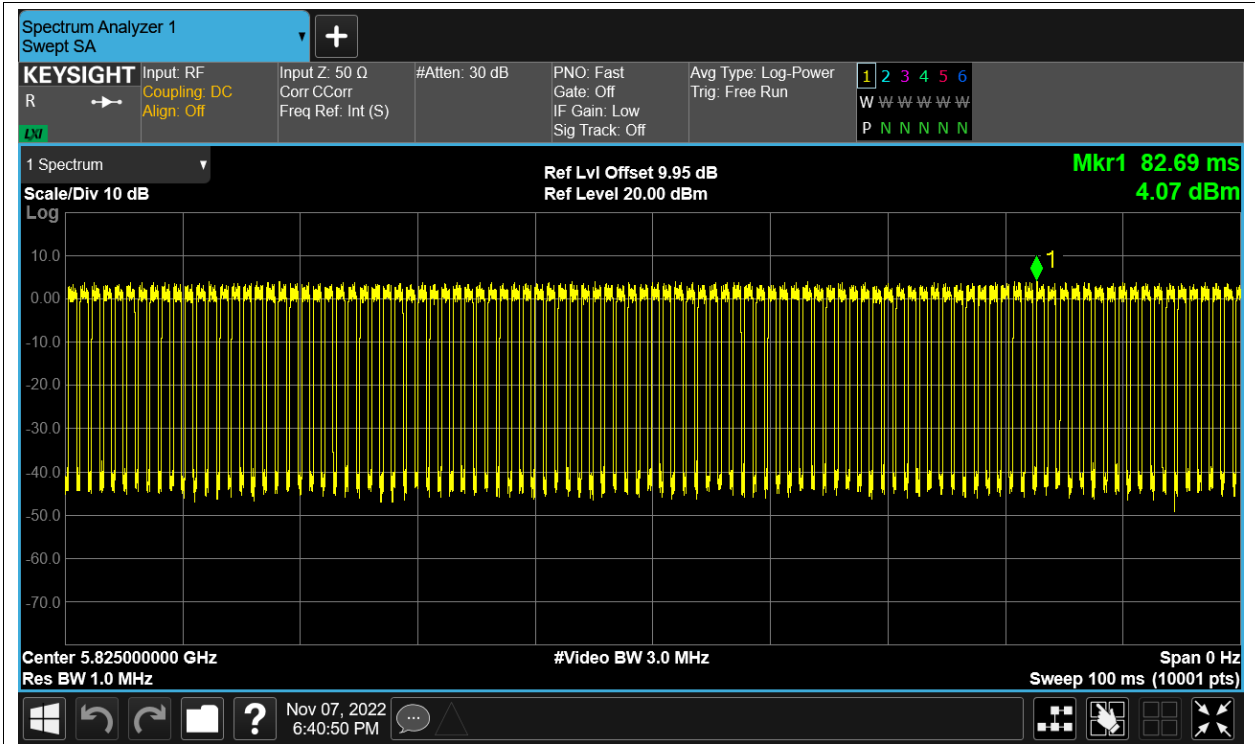 Spectrum Analyzer 1
Swept SA
KEYSIGHT
R
LXI
Input: RF
Coupling: DC
Align: Off
Input Z: 50 Ω
Corr CCorr
Freq Ref: Int (S)
#Atten: 30 dB
PNO: Fast
Gate: Off
IF Gain: Low
Sig Track: Off
Avg Type: Log-Power
Trig: Free Run
1 2 3 4 5 6
W W W W W W
P N N N N N
1 Spectrum
Scale/Div 10 dB
Log
Ref Lvl Offset 9.95 dB
Ref Level 20.00 dBm
Mkr1 82.69 ms
4.07 dBm
1
10.0
0.00
-10.0
-20.0
-30.0
-40.0
-50.0
-60.0
-70.0
Center 5.825000000 GHz
#Video BW 3.0 MHz
Span 0 Hz
Res BW 1.0 MHz
Sweep 100 ms (10001 pts)
?
Nov 07, 2022
6:40:50 PM